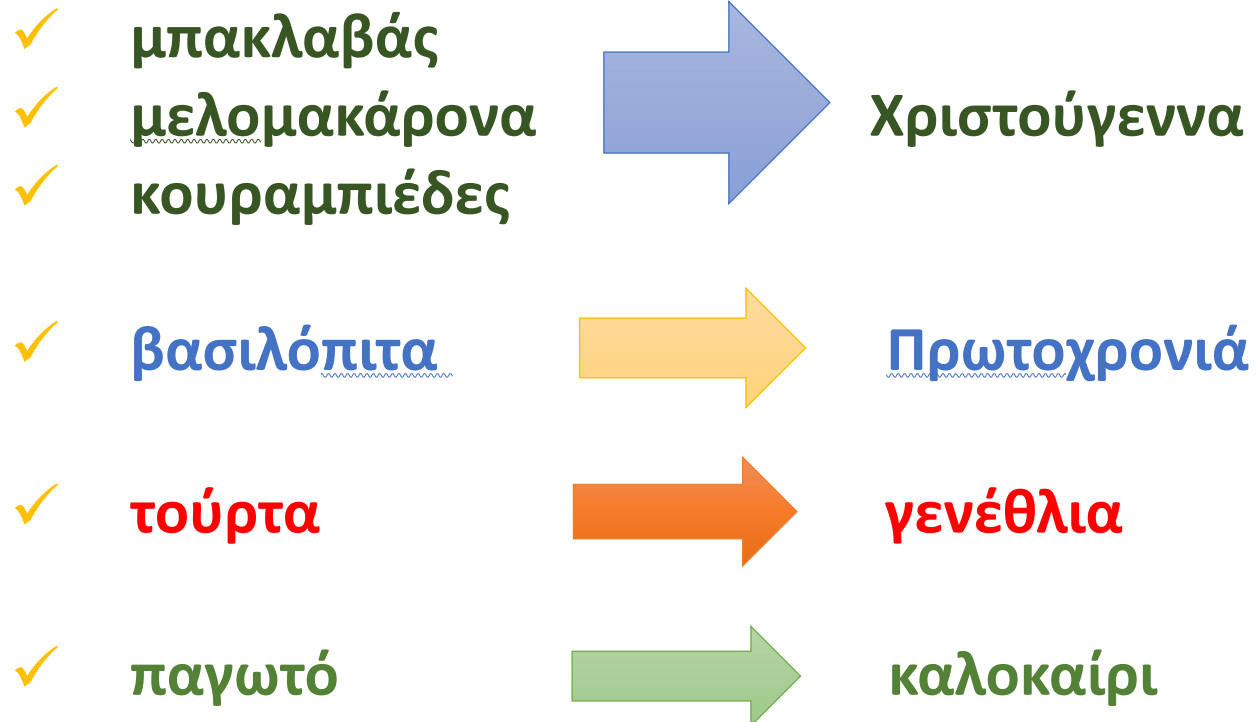 μπακλαβάς
μελομακάρονα
Χριστούγεννα
κουραμπιέδες
βασιλόπιτα Πρωτοχρονιά
τούρτα γενέθλια
παγωτό καλοκαίρι